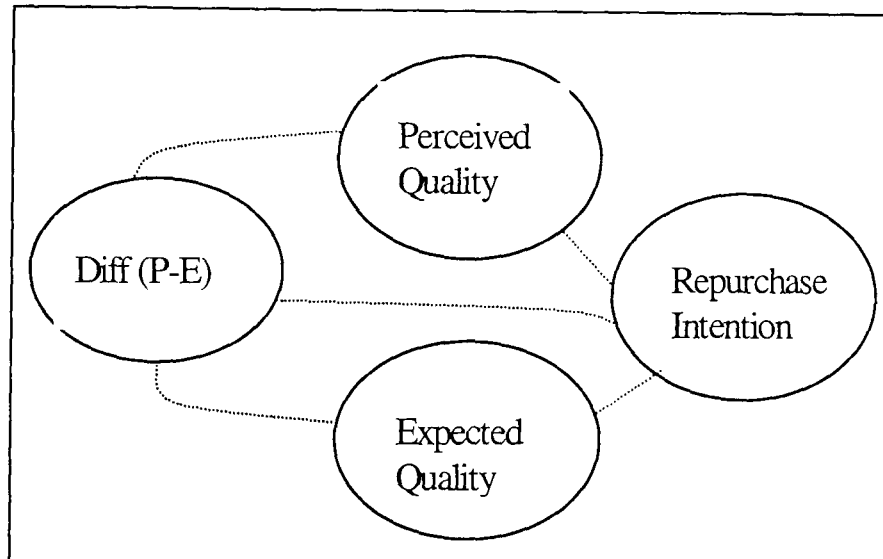 Perceived
Quality
Diff (P-E)
Repurchase
Intention
Expected
Quality